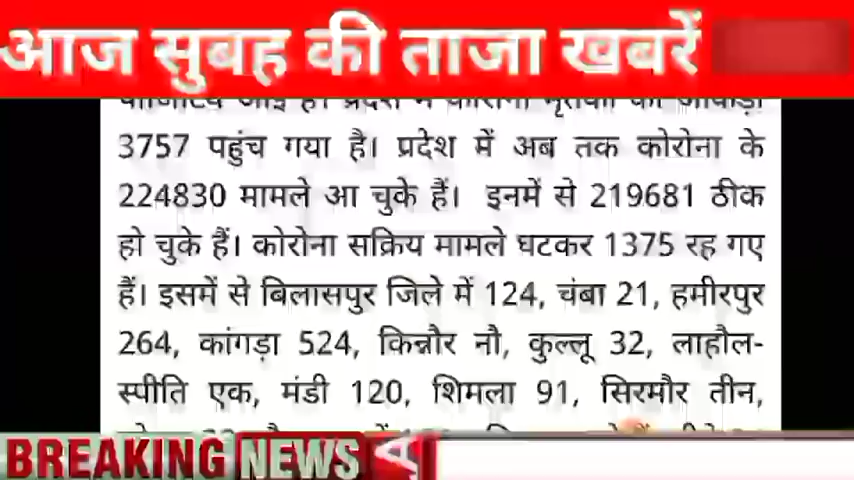 आज सुबह की ताजा खबरें
3757 पहुंच गया है। प्रदेश में अब तक कोरोना के
224830 मामले आ चुके हैं। इनमें से 219681 ठीक
हो चुके हैं। कोरोना सक्रिय मामले घटकर 1375 रह गए
हैं। इसमें से बिलासपुर जिले में 124, चंबा 21, हमीरपुर
264, कांगड़ा 524, किन्नौर नौ, कुल्लू 32, लाहौल-
स्पीति एक, मंडी 120, शिमला 91, सिरमौर तीन,
BREAKING NEWS